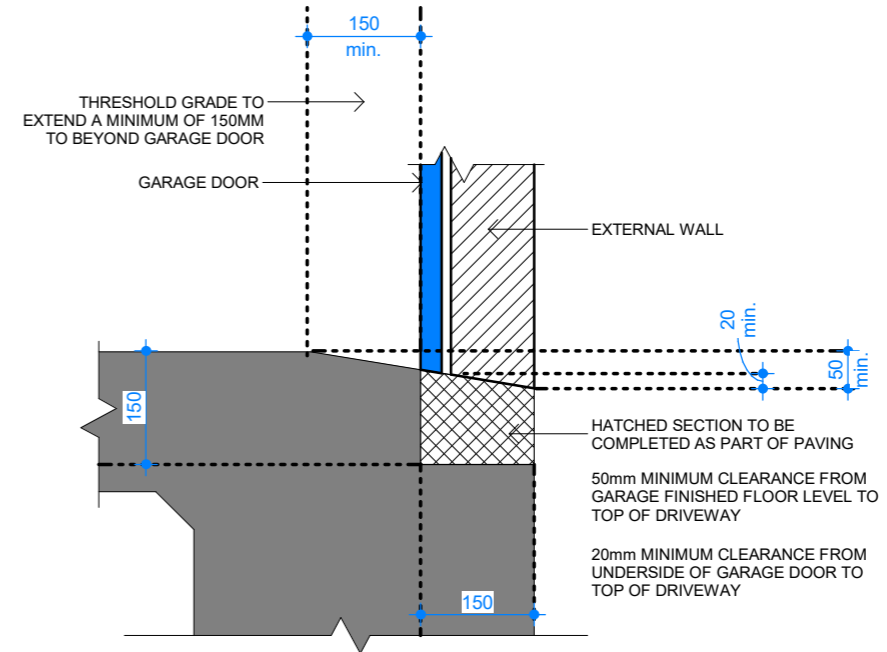 150
min.
THRESHOLD GRADE TO
EXTEND A MINIMUM OF 150MM
TO BEYOND GARAGE DOOR
GARAGE DOOR
EXTERNAL WALL
20
min.
50
min.
150
HATCHED SECTION TO BE
COMPLETED AS PART OF PAVING
50mm MINIMUM CLEARANCE FROM
GARAGE FINISHED FLOOR LEVEL TO
TOP OF DRIVEWAY
20mm MINIMUM CLEARANCE FROM
UNDERSIDE OF GARAGE DOOR TO
TOP OF DRIVEWAY
150